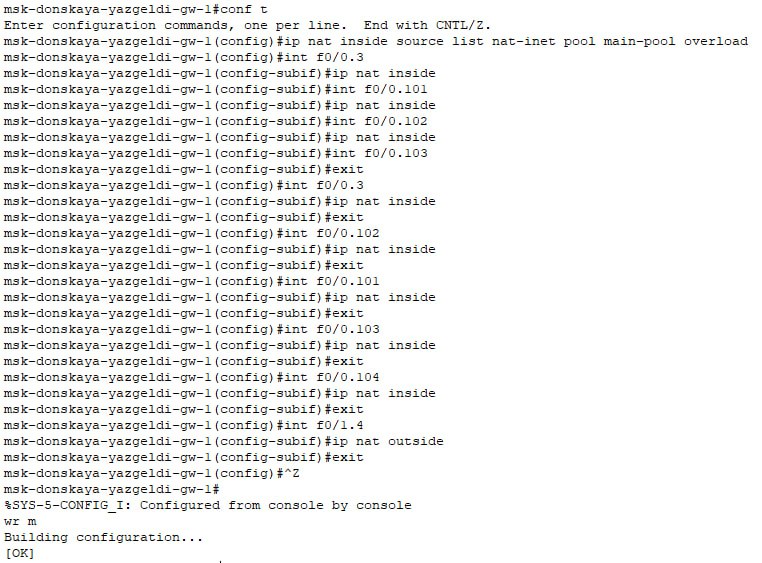 msk-donskaya-yazgeldi-gw-1#conf t
Enter configuration commands, one per line.  End with CNTL/Z.
msk-donskaya-yazgeldi-gw-1(config)#ip nat inside source list nat-inet pool main-pool overload
msk-donskaya-yazgeldi-gw-1(config)#int f0/0.3
msk-donskaya-yazgeldi-gw-1(config-subif)#ip nat inside
msk-donskaya-yazgeldi-gw-1(config-subif)#int f0/0.101
msk-donskaya-yazgeldi-gw-1(config-subif)#ip nat inside
msk-donskaya-yazgeldi-gw-1(config-subif)#int f0/0.102
msk-donskaya-yazgeldi-gw-1(config-subif)#ip nat inside
msk-donskaya-yazgeldi-gw-1(config-subif)#int f0/0.103
msk-donskaya-yazgeldi-gw-1(config-subif)#exit
msk-donskaya-yazgeldi-gw-1(config)#int f0/0.3
msk-donskaya-yazgeldi-gw-1(config-subif)#ip nat inside
msk-donskaya-yazgeldi-gw-1(config-subif)#exit
msk-donskaya-yazgeldi-gw-1(config)#int f0/0.102
msk-donskaya-yazgeldi-gw-1(config-subif)#ip nat inside
msk-donskaya-yazgeldi-gw-1(config-subif)#exit
msk-donskaya-yazgeldi-gw-1(config)#int f0/0.101
msk-donskaya-yazgeldi-gw-1(config-subif)#ip nat inside
msk-donskaya-yazgeldi-gw-1(config-subif)#exit
msk-donskaya-yazgeldi-gw-1(config)#int f0/0.103
msk-donskaya-yazgeldi-gw-1(config-subif)#ip nat inside
msk-donskaya-yazgeldi-gw-1(config-subif)#exit
msk-donskaya-yazgeldi-gw-1(config)#int f0/0.104
msk-donskaya-yazgeldi-gw-1(config-subif)#ip nat inside
msk-donskaya-yazgeldi-gw-1(config-subif)#exit
msk-donskaya-yazgeldi-gw-1(config)#int f0/1.4
msk-donskaya-yazgeldi-gw-1(config-subif)#ip nat outside
msk-donskaya-yazgeldi-gw-1(config-subif)#exit
msk-donskaya-yazgeldi-gw-1(config)#^Z
msk-donskaya-yazgeldi-gw-1#
%SYS-5-CONFIG_I: Configured from console by console
wr m
Building configuration...
[OK]